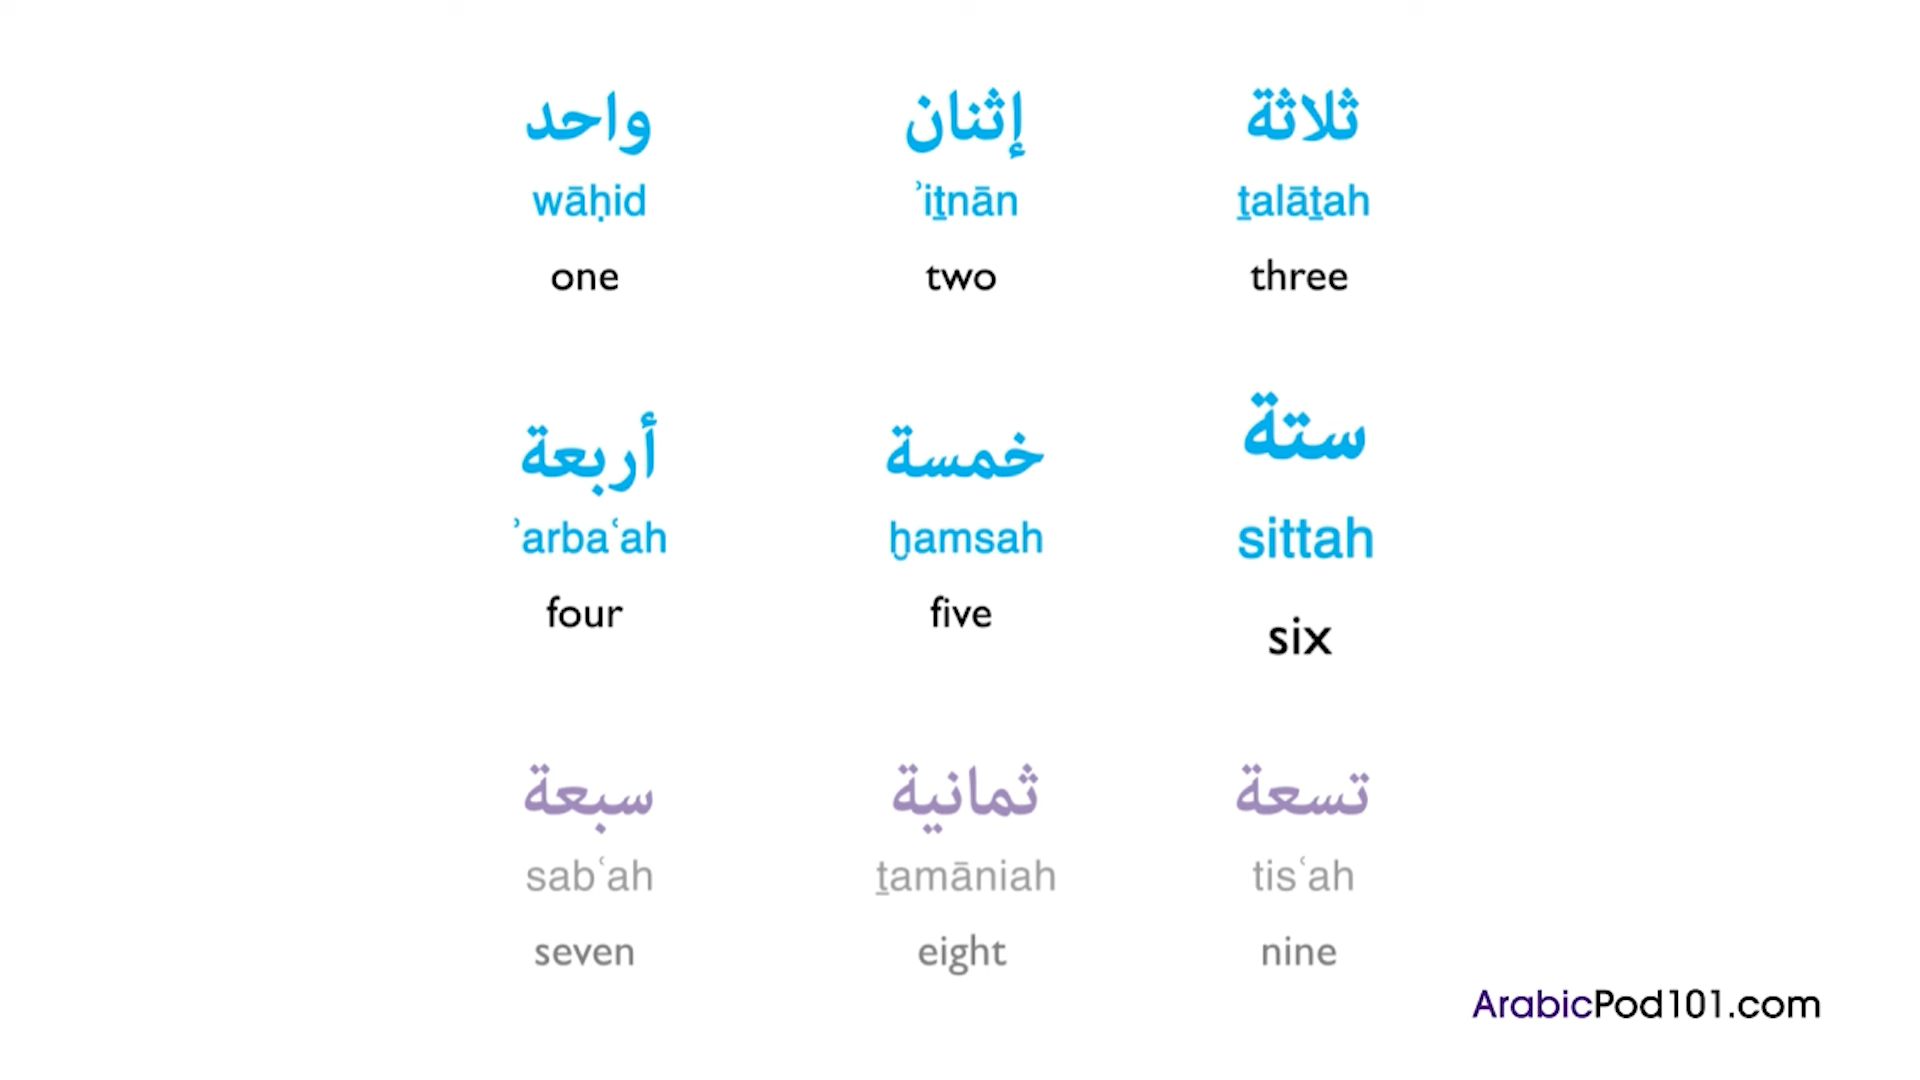 واحد إثنان ثلاثة
wāḥid ʾiṯnān ṯalāṯah
one two three
أربعة خمسة ستة
ʾarbaʿah ḫamsah sittah
four five six
سبعة ثمانية تسعة
sabʿah ṯamāniah tisʿah
seven eight nine
ArabicPod101.com